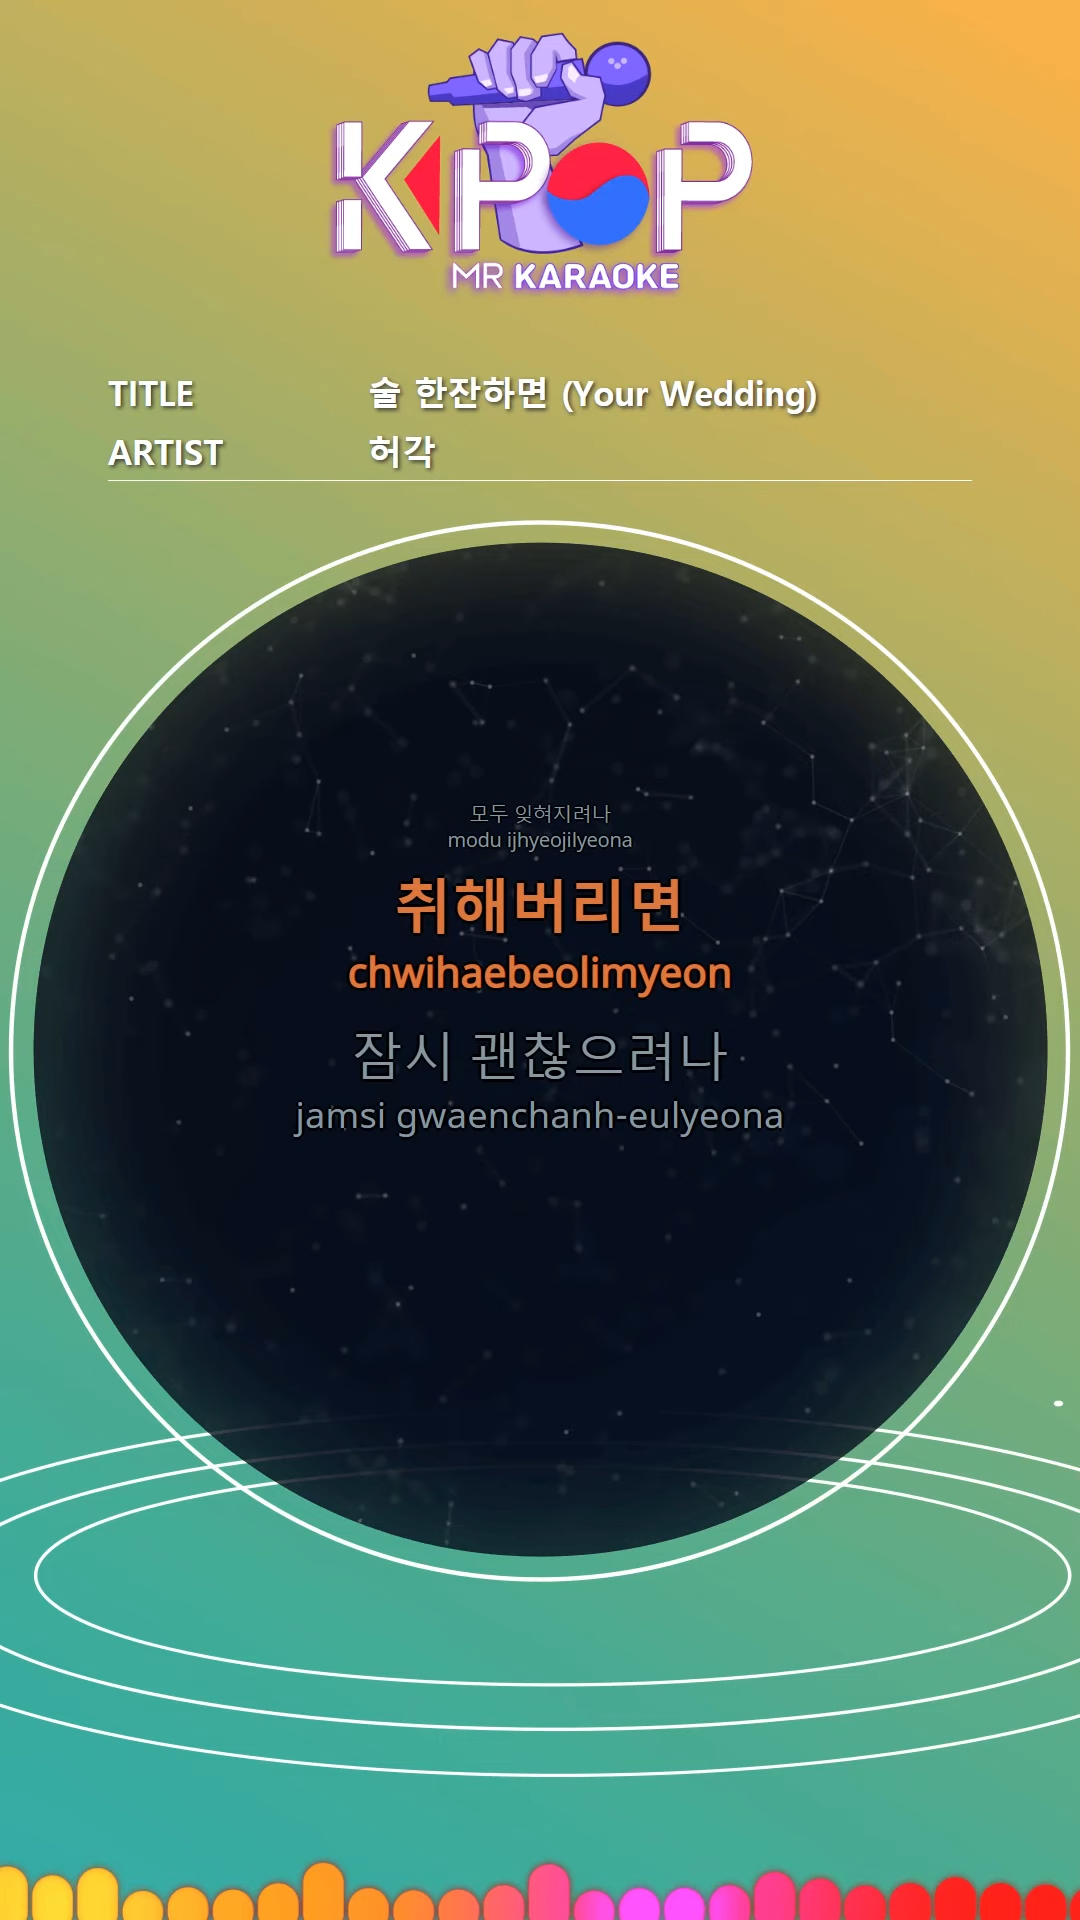 KPOP
MR KARAOKE
TITLE 술 한잔하면 (Your Wedding)
ARTIST 허각
모두 잊혀지려나
modu ijhyeojilyeona
취해버리면
chwihaebeolimyeon
잠시 괜찮으려나
jamsi gwaenchanh-eulyeona